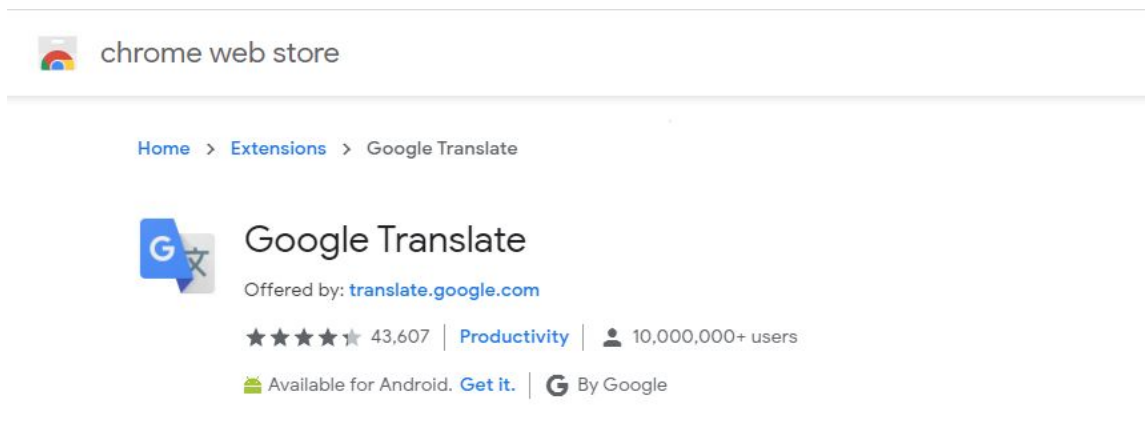 chrome web store
Home > Extensions > Google Translate
G 文
Google Translate
Offered by: translate.google.com
43,607 | Productivity | 10,000,000+ users
Available for Android. Get it. | G By Google